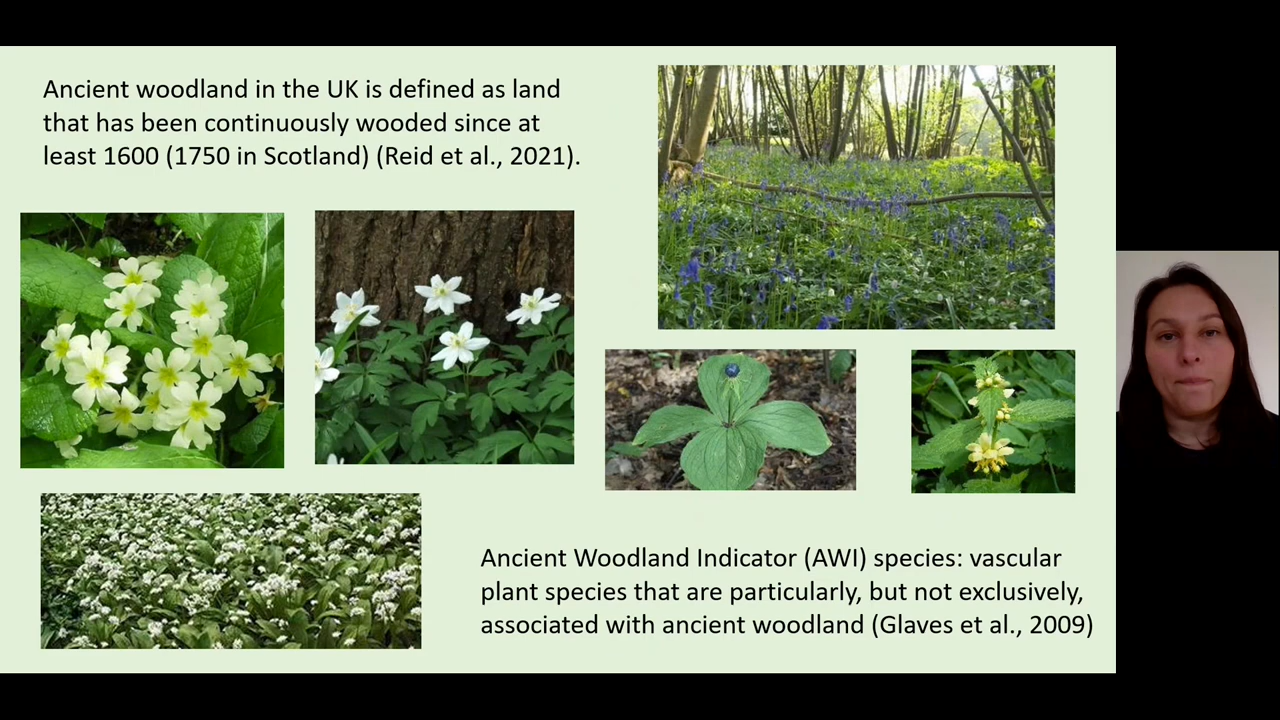 Ancient woodland in the UK is defined as land
that has been continuously wooded since at
least 1600 (1750 in Scotland) (Reid et al., 2021).
Ancient Woodland Indicator (AWI) species: vascular
plant species that are particularly, but not exclusively,
associated with ancient woodland (Glaves et al., 2009)